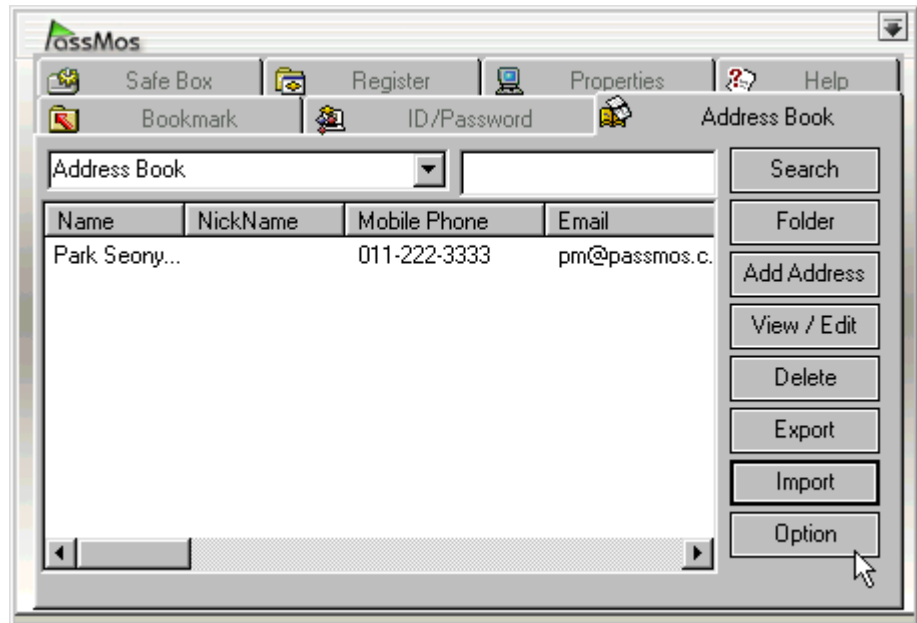 PassMos
Safe Box Register Properties Help
Bookmark ID/Password Address Book
Address Book Search
Name NickName Mobile Phone Email Folder
Park Seony... 011-222-3333 pm@passmos.c.
Add Address
View / Edit
Delete
Export
Import
Option